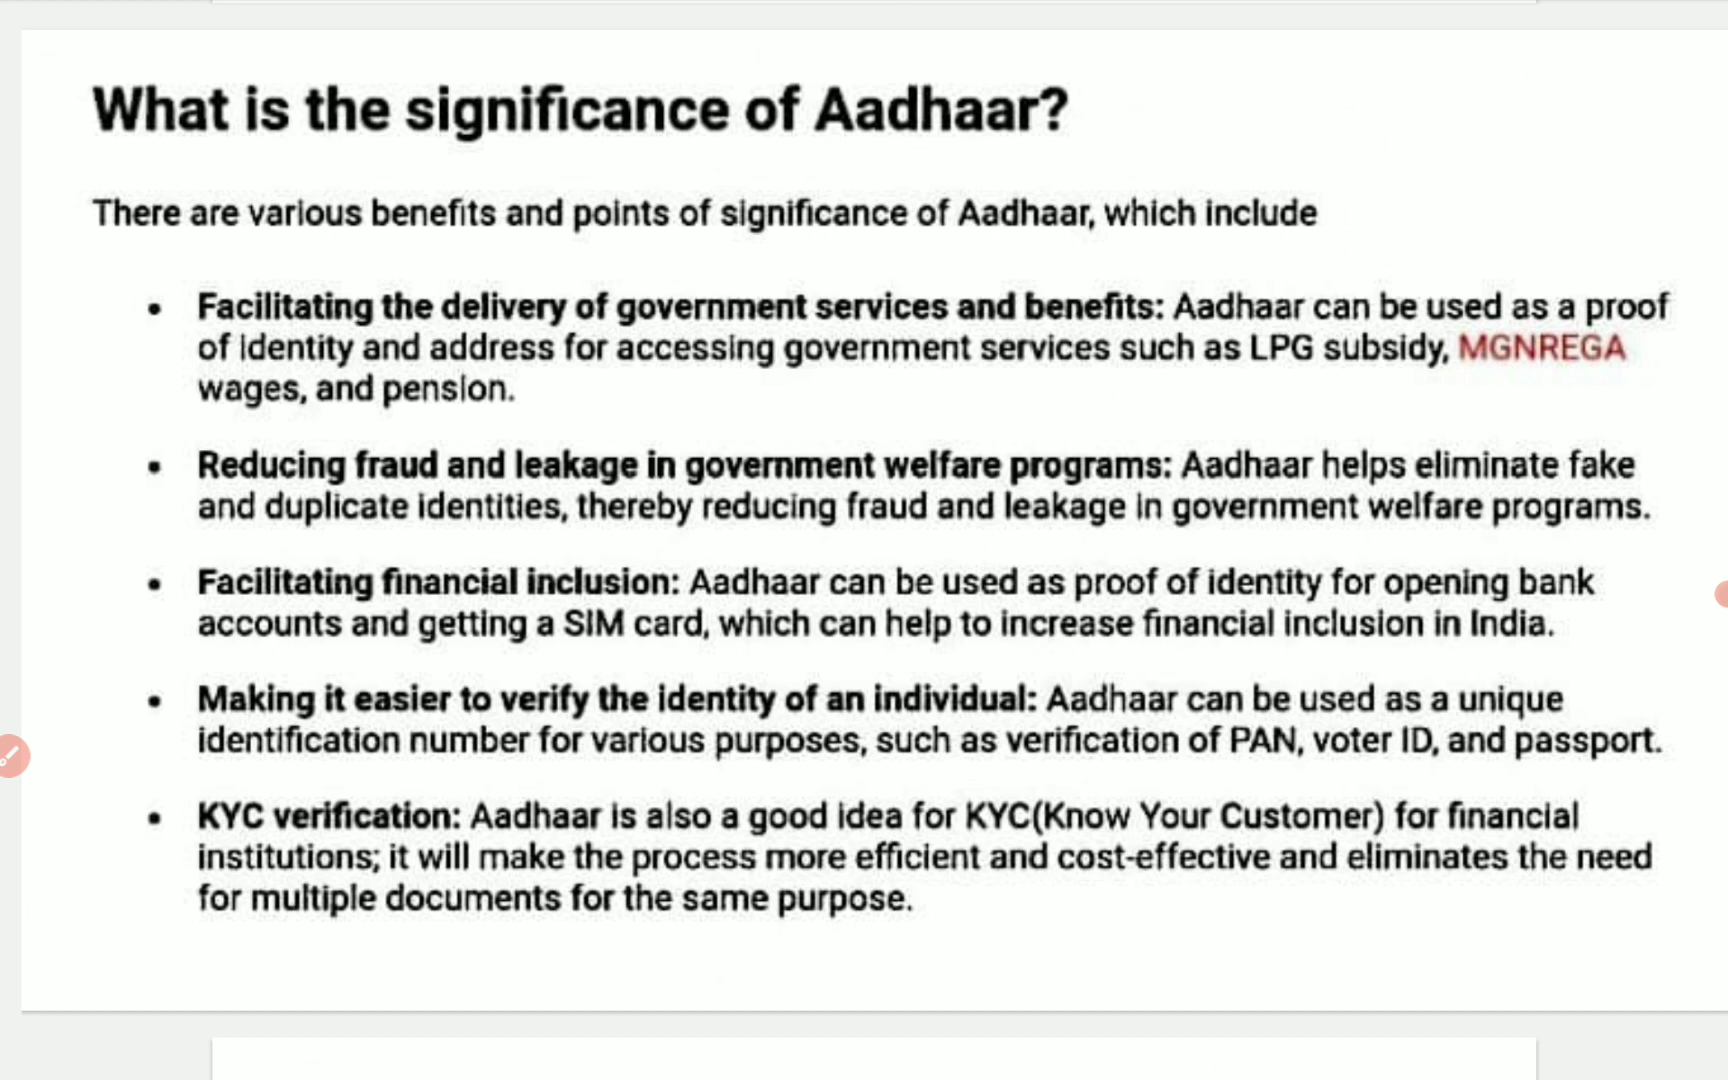 What is the significance of Aadhaar?
There are various benefits and points of significance of Aadhaar, which include
• Facilitating the delivery of government services and benefits: Aadhaar can be used as a proof
of identity and address for accessing government services such as LPG subsidy, MGNREGA
wages, and pension.
• Reducing fraud and leakage in government welfare programs: Aadhaar helps eliminate fake
and duplicate identities, thereby reducing fraud and leakage in government welfare programs.
• Facilitating financial inclusion: Aadhaar can be used as proof of identity for opening bank
accounts and getting a SIM card, which can help to increase financial inclusion in India.
• Making it easier to verify the identity of an individual: Aadhaar can be used as a unique
identification number for various purposes, such as verification of PAN, voter ID, and passport.
• KYC verification: Aadhaar is also a good idea for KYC(Know Your Customer) for financial
institutions; it will make the process more efficient and cost-effective and eliminates the need
for multiple documents for the same purpose.